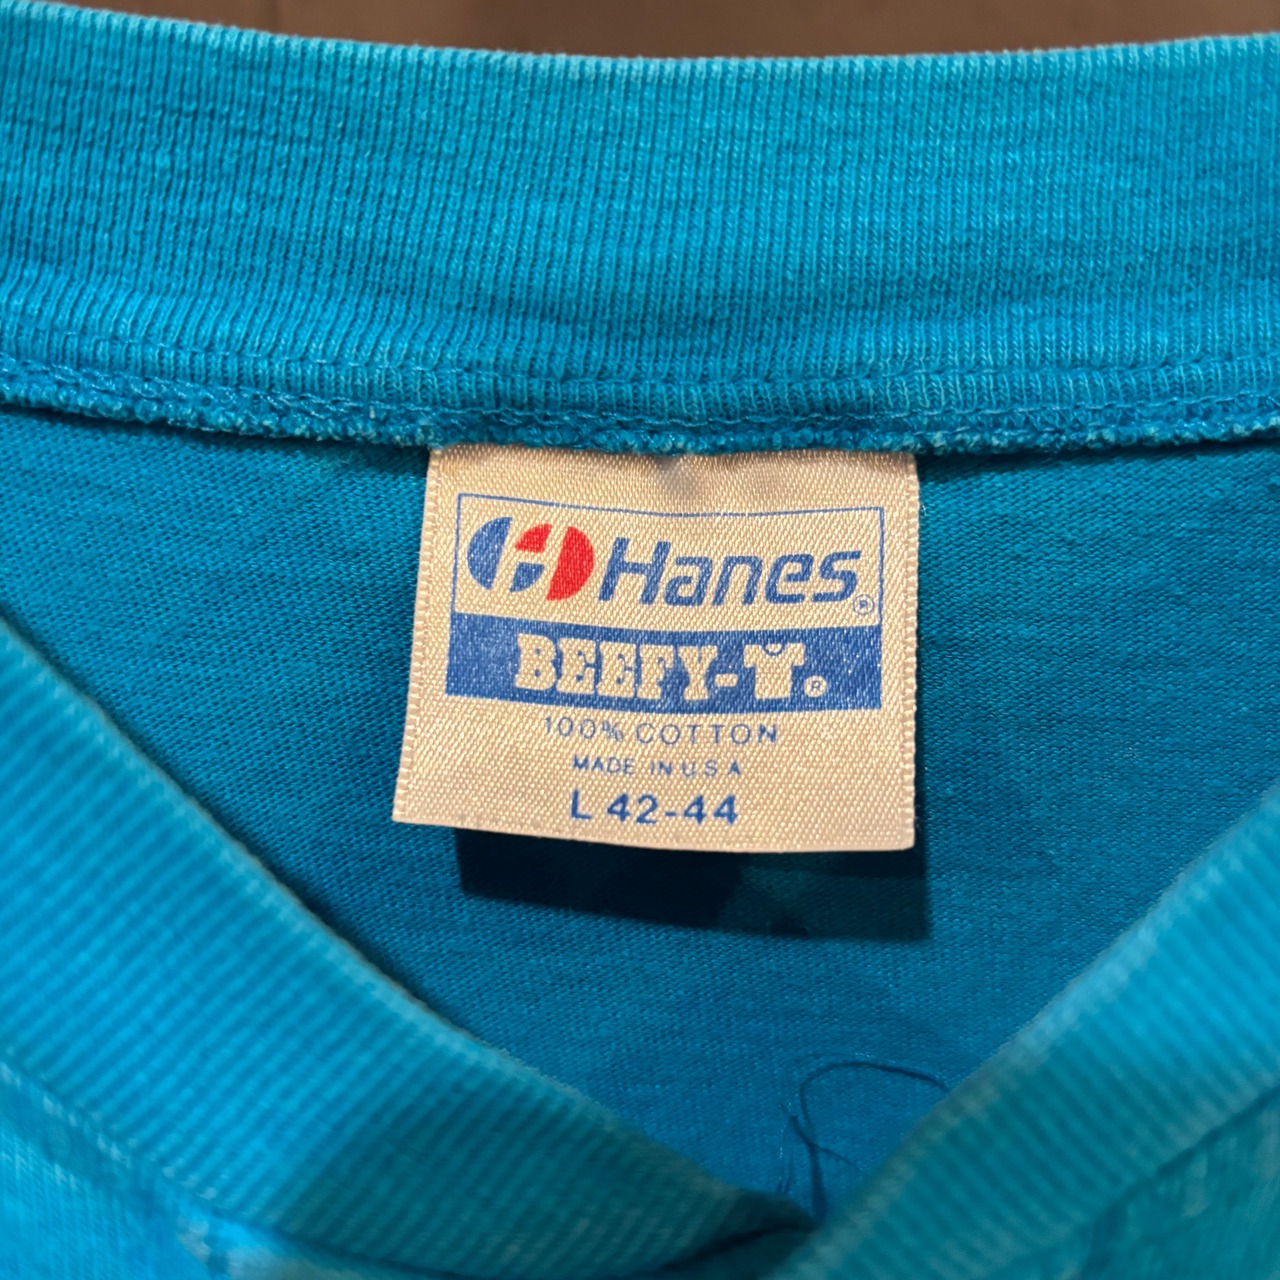 Hanes®
BEEFY-T®
100% COTTON
MADE IN U S A
L 42-44